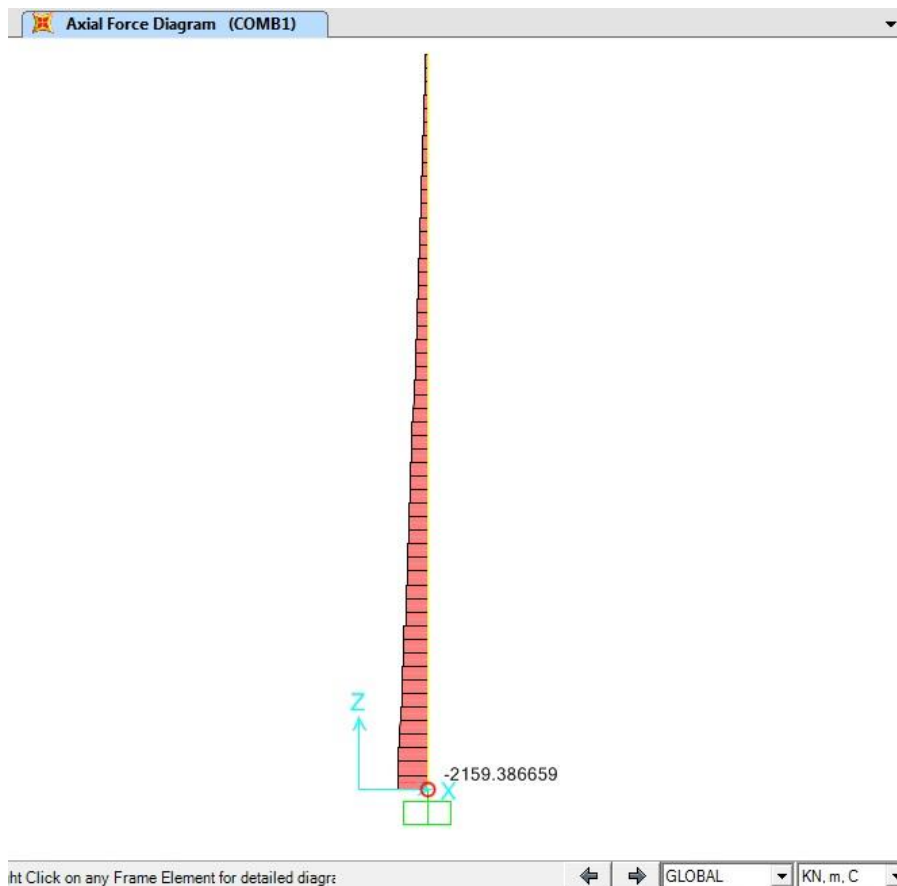 Axial Force Diagram (COMB1)
Z
-2159.386659
X
ht Click on any Frame Element for detailed diagra
GLOBAL
KN, m, C